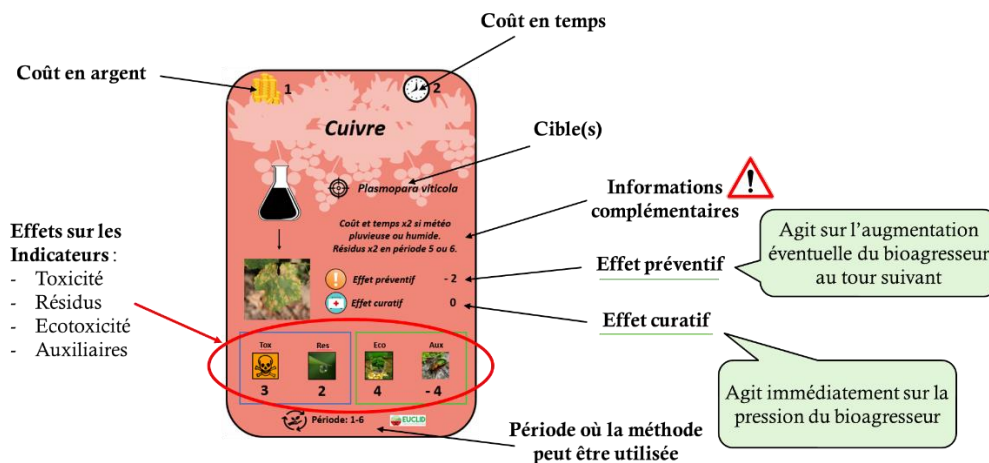 Coût en temps
Coût en argent
1
2
Cuivre
Cible(s)
Plasmopara viticola
Informations
complémentaires
Coût et temps x2 si météo
pluvieuse ou humide.
Résidus x2 en période 5 ou 6.
Effets sur les
Indicateurs :
- Toxicité
- Résidus
- Ecotoxicité
- Auxiliaires
Agit sur l'augmentation
éventuelle du bioagresseur
au tour suivant
Effet préventif - 2
Effet préventif
Effet curatif 0
Effet curatif
Tox Res Eco Aux
3 2 4 - 4
Agit immédiatement sur la
pression du bioagresseur
Période: 1-6
EUCLID
Période où la méthode
peut être utilisée